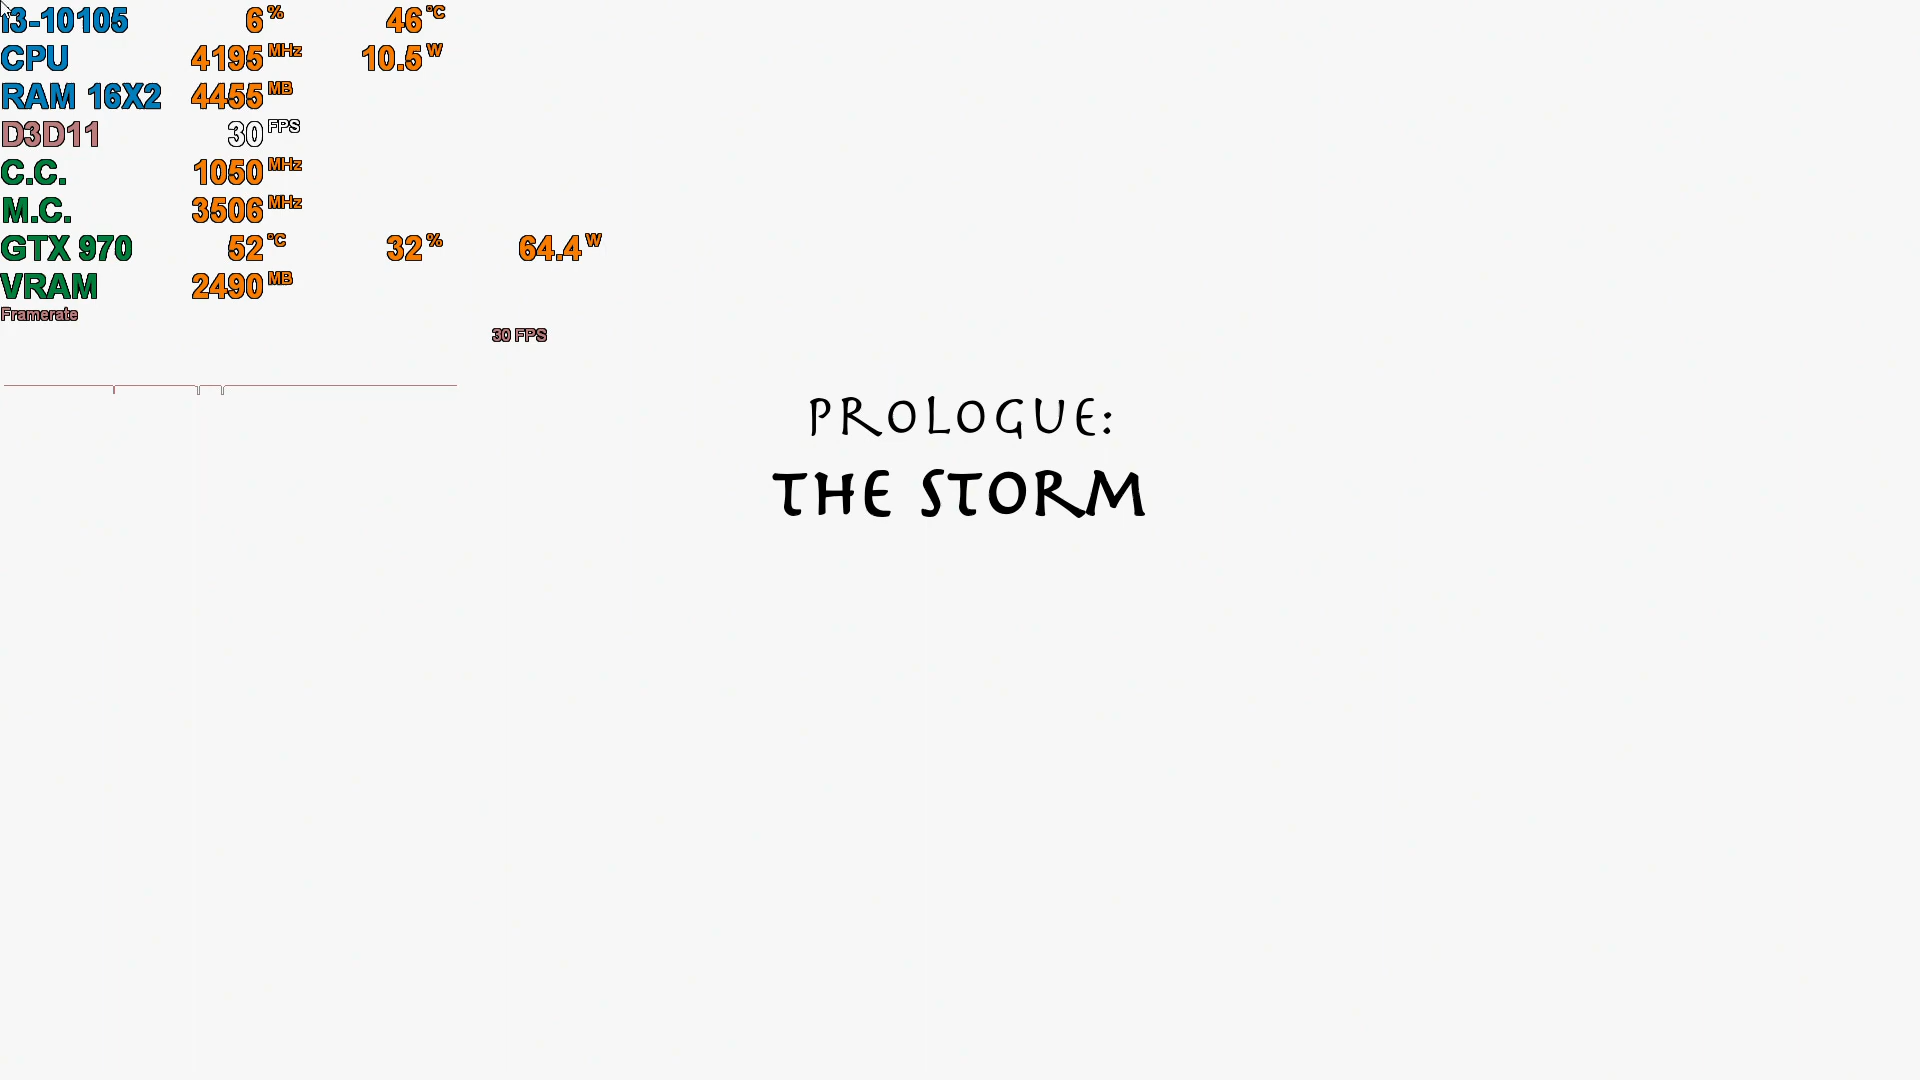 i3-10105 6 % 46 °C
CPU 4195 MHz 10.5 W
RAM 16X2 4455 MB
D3D11 30 FPS
C.C. 1050 MHz
M.C. 3506 MHz
GTX 970 52 °C 32 % 64.4 W
VRAM 2490 MB
Framerate
30 FPS
PROLOGUE:
THE STORM